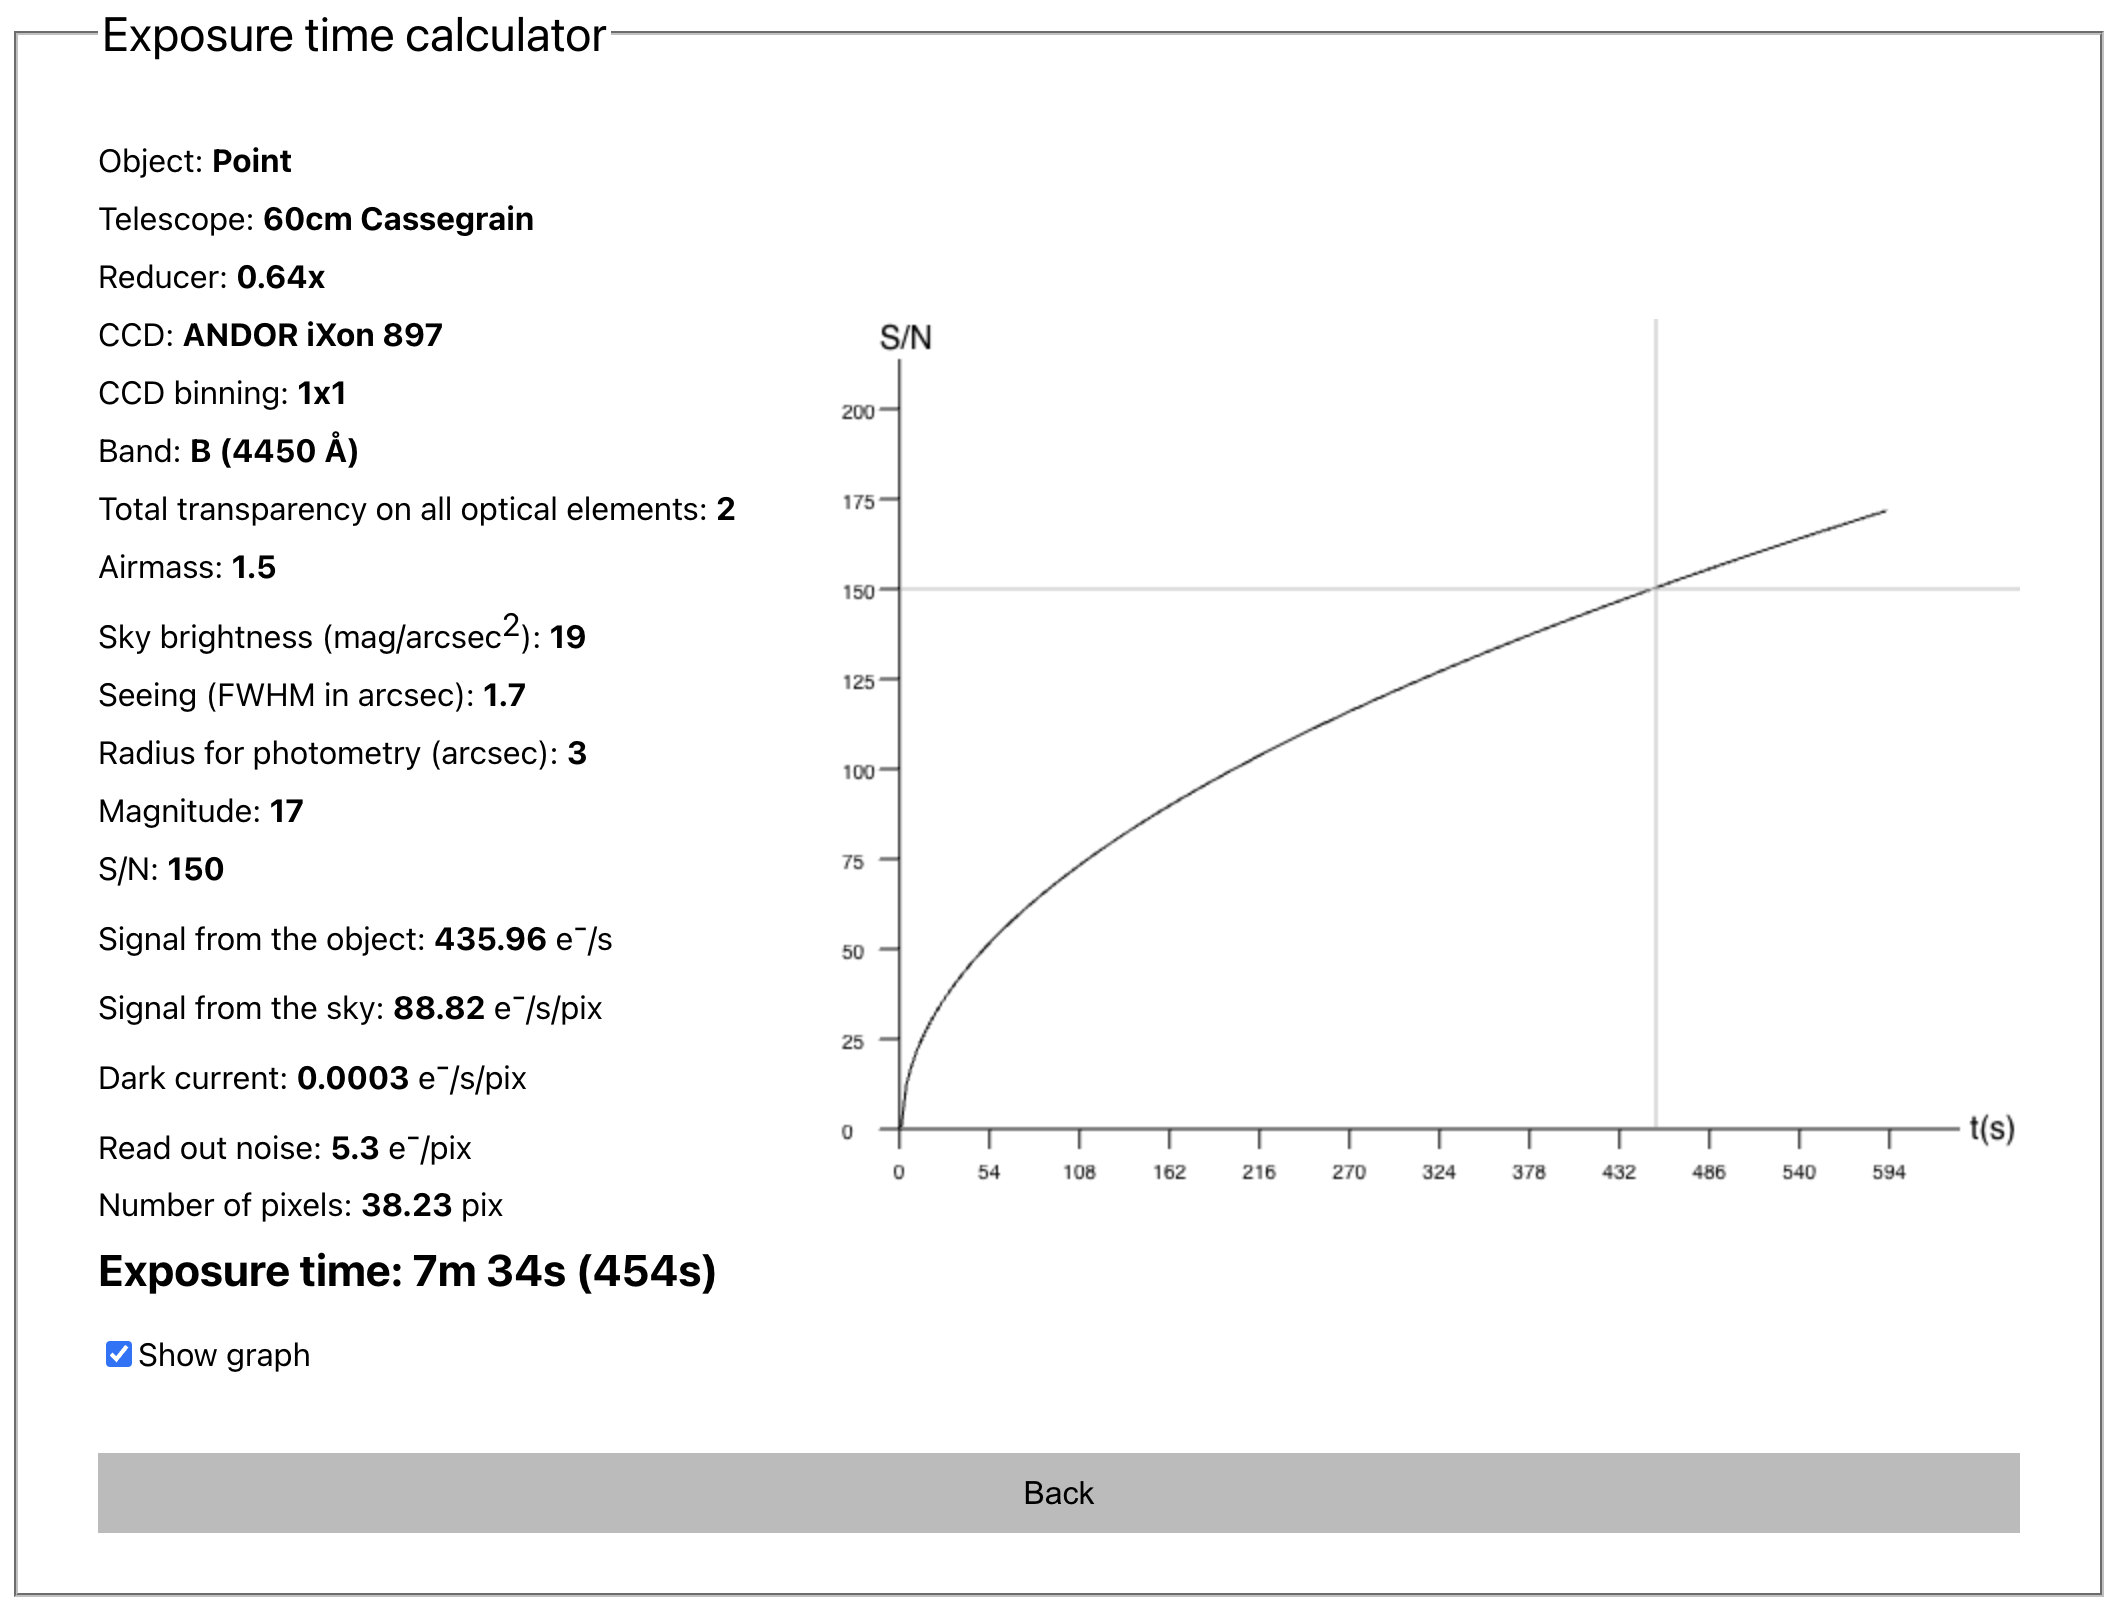 Exposure time calculator
Object: Point
Telescope: 60cm Cassegrain
Reducer: 0.64x
CCD: ANDOR iXon 897
CCD binning: 1x1
Band: B (4450 Å)
Total transparency on all optical elements: 2
Airmass: 1.5
Sky brightness (mag/arcsec²): 19
Seeing (FWHM in arcsec): 1.7
Radius for photometry (arcsec): 3
Magnitude: 17
S/N: 150
Signal from the object: 435.96 e⁻/s
Signal from the sky: 88.82 e⁻/s/pix
Dark current: 0.0003 e⁻/s/pix
Read out noise: 5.3 e⁻/pix
Number of pixels: 38.23 pix
Exposure time: 7m 34s (454s)
Show graph
S/N
200
175
150
125
100
75
50
25
0
t(s)
0 54 108 162 216 270 324 378 432 486 540 594
Back